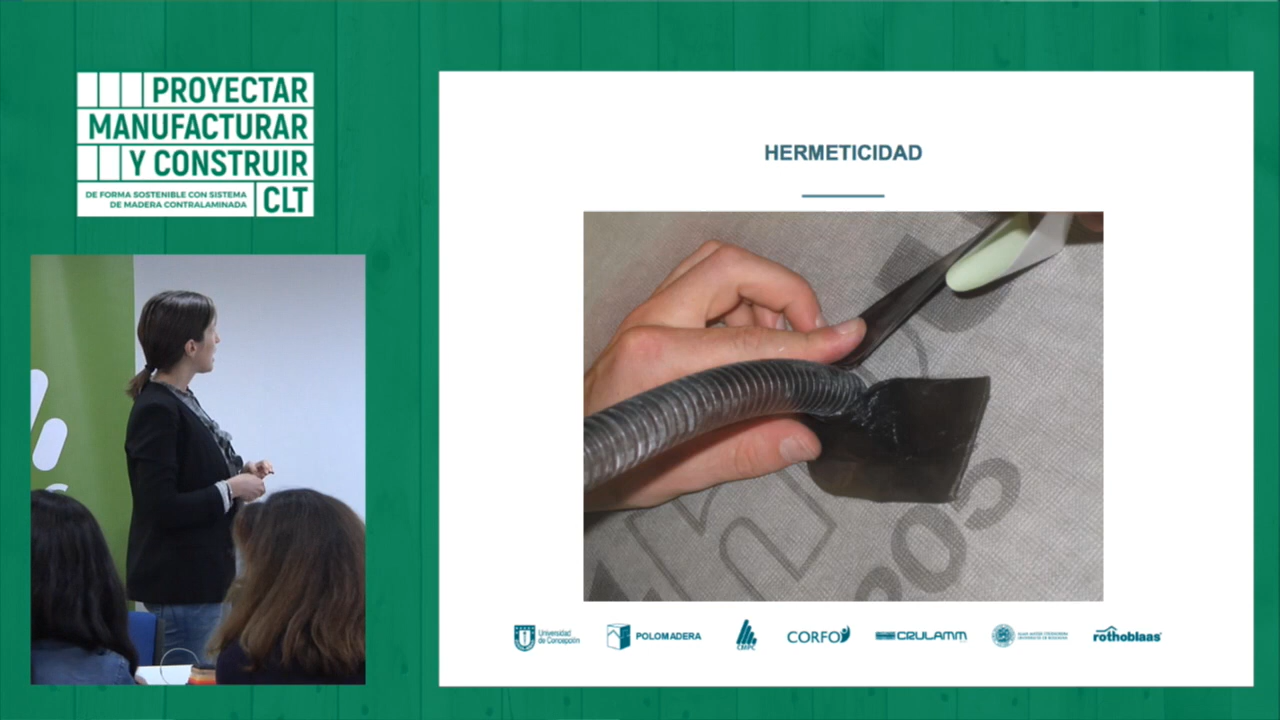 PROYECTAR
MANUFACTURAR
Y CONSTRUIR
DE FORMA SOSTENIBLE CON SISTEMA
DE MADERA CONTRALAMINADA
CLT
HERMETICIDAD
Universidad
de Concepción
POLOMADERA
CMPC
CORFO
CRULAMM
rothoblaas